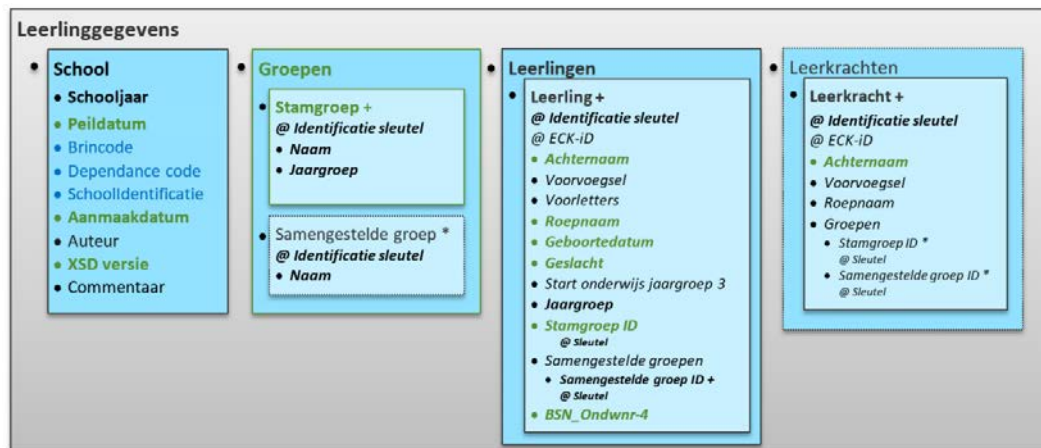 Leerlinggegevens
• School
• Schooljaar
• Peildatum
• Brincode
• Dependance code
• SchoolIdentificatie
• Aanmaakdatum
• Auteur
• XSD versie
• Commentaar
• Groepen
• Stamgroep +
@ Identificatie sleutel
• Naam
• Jaargroep
• Samengestelde groep *
@ Identificatie sleutel
• Naam
• Leerlingen
• Leerling +
@ Identificatie sleutel
@ ECK-iD
• Achternaam
• Voorvoegsel
• Voorletters
• Roepnaam
• Geboortedatum
• Geslacht
• Start onderwijs jaargroep 3
• Jaargroep
• Stamgroep ID
@ Sleutel
• Samengestelde groepen
• Samengestelde groep ID +
@ Sleutel
• BSN_Ondwnr-4
• Leerkrachten
• Leerkracht +
@ Identificatie sleutel
@ ECK-iD
• Achternaam
• Voorvoegsel
• Roepnaam
• Groepen
• Stamgroep ID *
@ Sleutel
• Samengestelde groep ID *
@ Sleutel